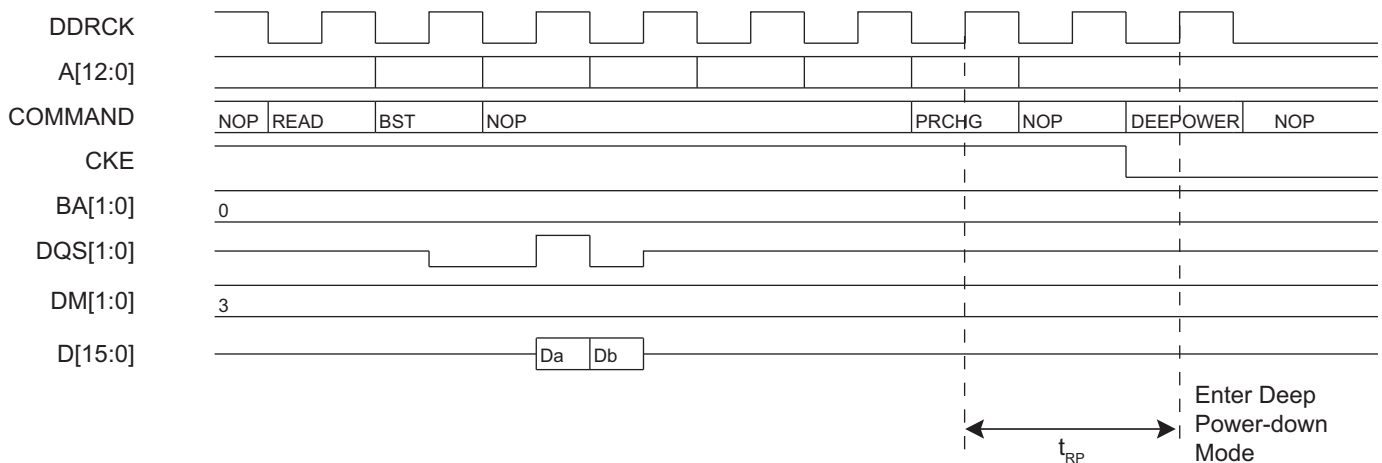 DDRCK
A[12:0]
COMMAND NOP READ BST NOP PRCHG NOP DEEPOWER NOP
CKE
BA[1:0] 0
DQS[1:0]
DM[1:0] 3
D[15:0] Da Db
tRP
Enter Deep
Power-down
Mode